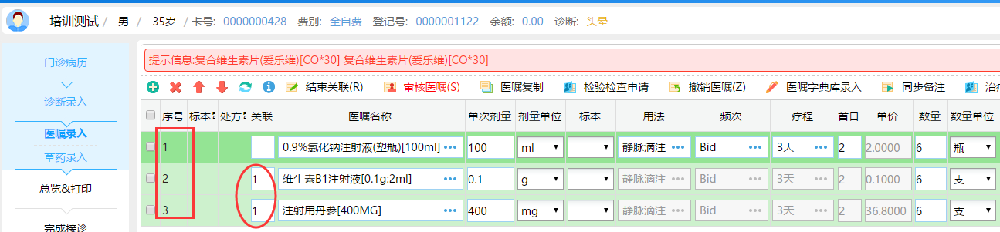 培训测试 / 男 / 35岁 / 卡号: 0000000428 费别: 全自费 登记号: 0000001122 余额: 0.00 诊断: 头晕
门诊病历
诊断录入
医嘱录入
草药录入
总览&打印
完成接诊
提示信息:复合维生素片(爱乐维)[CO*30] 复合维生素片(爱乐维)[CO*30]
结束关联(R) 审核医嘱(S) 医嘱复制 检验检查申请 撤销医嘱(Z) 医嘱字典库录入 同步备注
序号 标本号 处方号 关联 医嘱名称 单次剂量 剂量单位 标本 用法 频次 疗程 首日 单价 数量 数量单位
1 0.9%氯化钠注射液(塑瓶)[100ml] 100 ml 静脉滴注 Bid 3天 2 2.0000 6 瓶
2 1 维生素B1注射液[0.1g:2ml] 0.1 g 静脉滴注 Bid 3天 2 0.1000 6 支
3 1 注射用丹参[400MG] 400 mg 静脉滴注 Bid 3天 2 36.8000 6 支